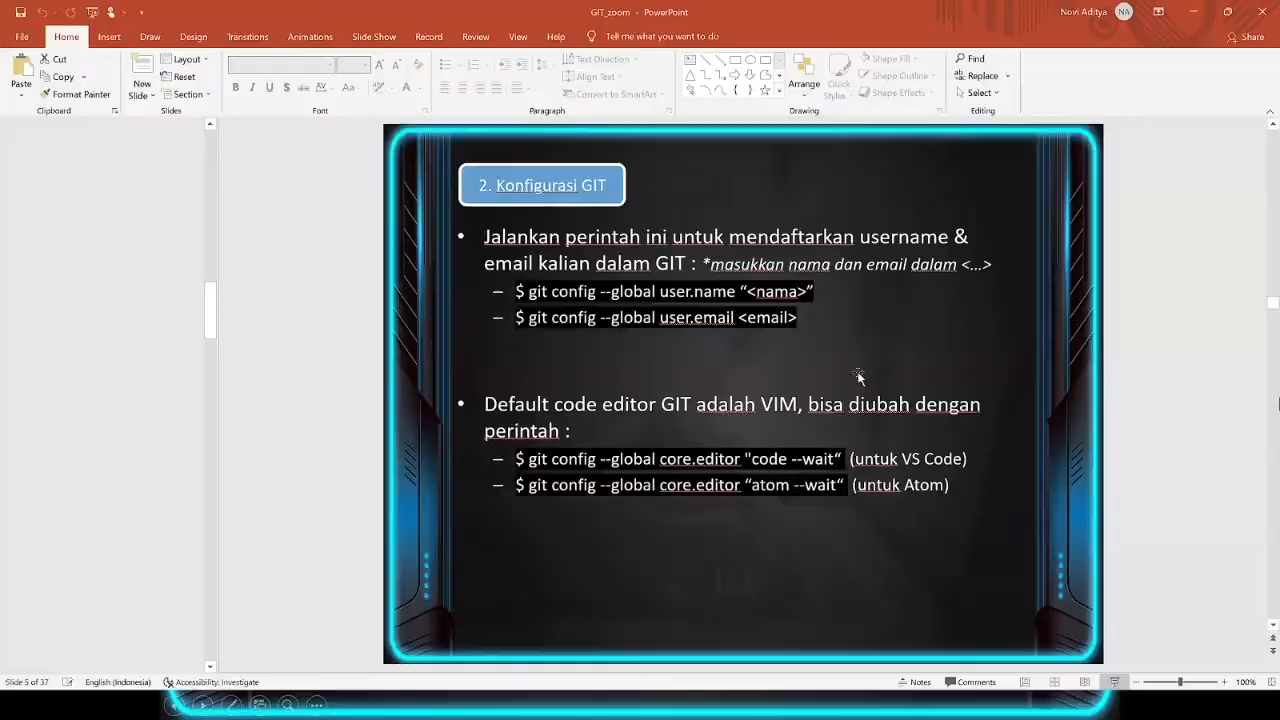 GIT_zoom - PowerPoint
Novi Aditya
NA
File Home Insert Draw Design Transitions Animations Slide Show Record Review View Help Tell me what you want to do
Share
Paste
Cut
Copy
Format Painter
Clipboard
New
Slide
Layout
Reset
Section
Slides
Font
Text Direction
Align Text
Convert to SmartArt
Paragraph
Arrange
Quick
Styles
Shape Fill
Shape Outline
Shape Effects
Drawing
Find
Replace
Select
Editing
2. Konfigurasi GIT
• Jalankan perintah ini untuk mendaftarkan username &
email kalian dalam GIT : *masukkan nama dan email dalam <...>
– $ git config --global user.name “<nama>”
– $ git config --global user.email <email>
• Default code editor GIT adalah VIM, bisa diubah dengan
perintah :
– $ git config --global core.editor "code --wait“ (untuk VS Code)
– $ git config --global core.editor “atom --wait“ (untuk Atom)
Slide 5 of 37 English (Indonesia) Accessibility: Investigate Notes Comments 100%